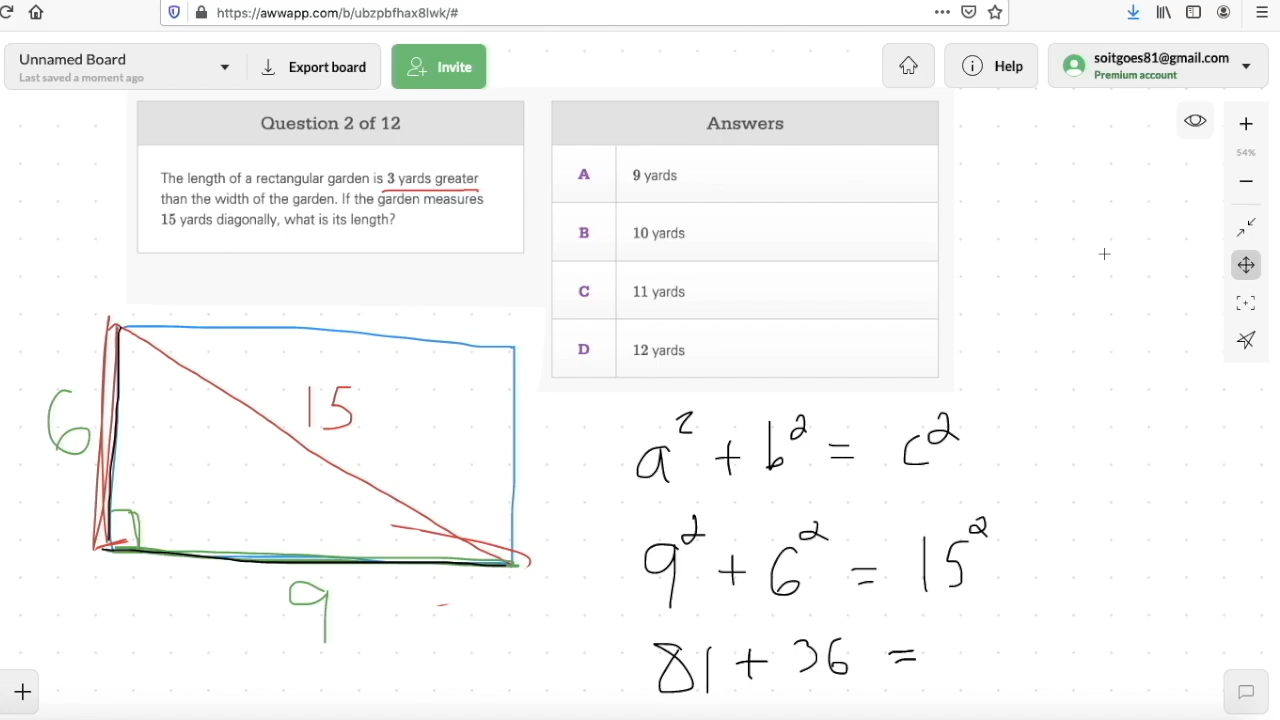 https://awwapp.com/b/ubzpbfhax8lwk/#
Unnamed Board
Last saved a moment ago
Export board
Invite
Help
soitgoes81@gmail.com
Premium account
54%
Question 2 of 12
The length of a rectangular garden is 3 yards greater
than the width of the garden. If the garden measures
15 yards diagonally, what is its length?
Answers
A 9 yards
B 10 yards
C 11 yards
D 12 yards
6
15
9
a² + b² = c²
9² + 6² = 15²
81 + 36 =